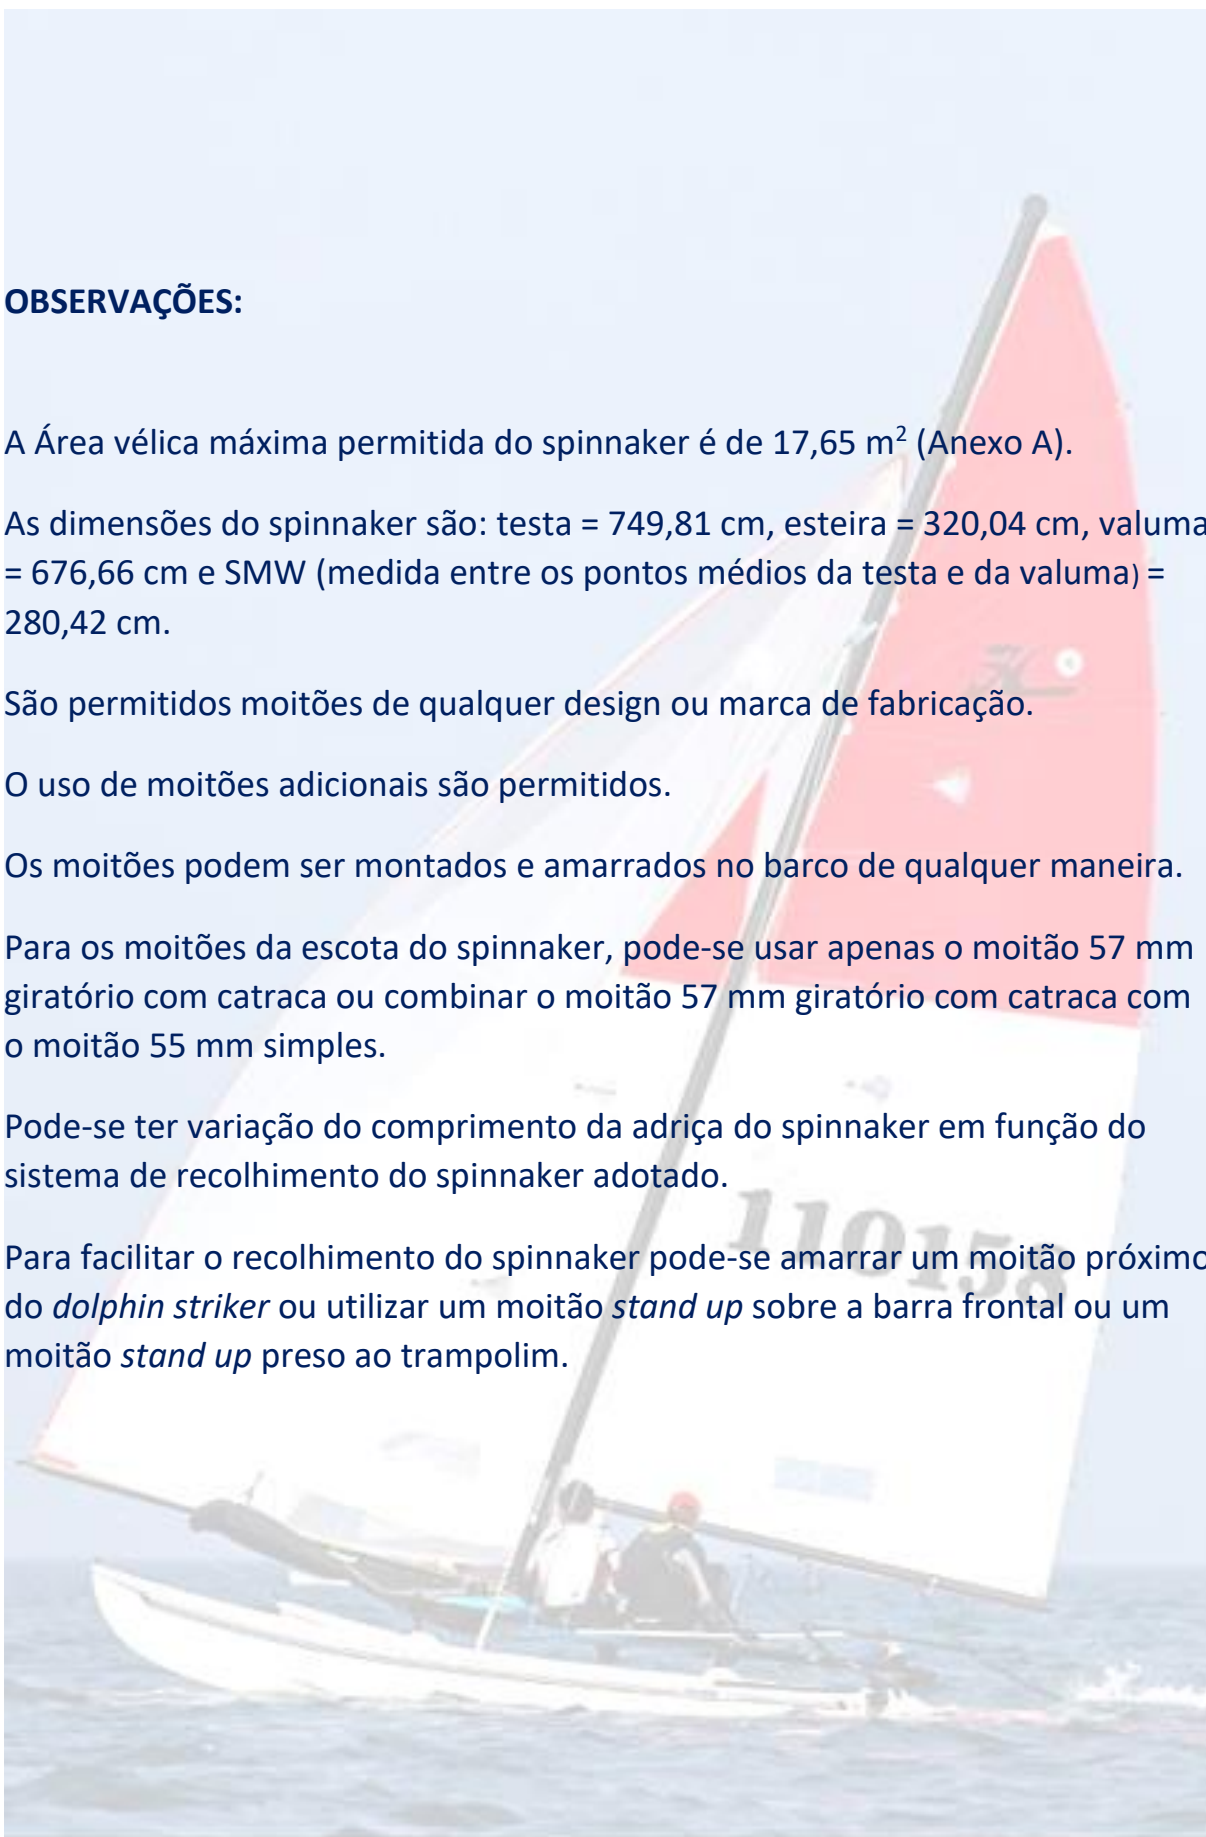 OBSERVAÇÕES:
A Área vélica máxima permitida do spinnaker é de 17,65 m² (Anexo A).
As dimensões do spinnaker são: testa = 749,81 cm, esteira = 320,04 cm, valuma
= 676,66 cm e SMW (medida entre os pontos médios da testa e da valuma) =
280,42 cm.
São permitidos moitões de qualquer design ou marca de fabricação.
O uso de moitões adicionais são permitidos.
Os moitões podem ser montados e amarrados no barco de qualquer maneira.
Para os moitões da escota do spinnaker, pode-se usar apenas o moitão 57 mm
giratório com catraca ou combinar o moitão 57 mm giratório com catraca com
o moitão 55 mm simples.
Pode-se ter variação do comprimento da adriça do spinnaker em função do
sistema de recolhimento do spinnaker adotado.
110158
Para facilitar o recolhimento do spinnaker pode-se amarrar um moitão próximo
do dolphin striker ou utilizar um moitão stand up sobre a barra frontal ou um
moitão stand up preso ao trampolim.